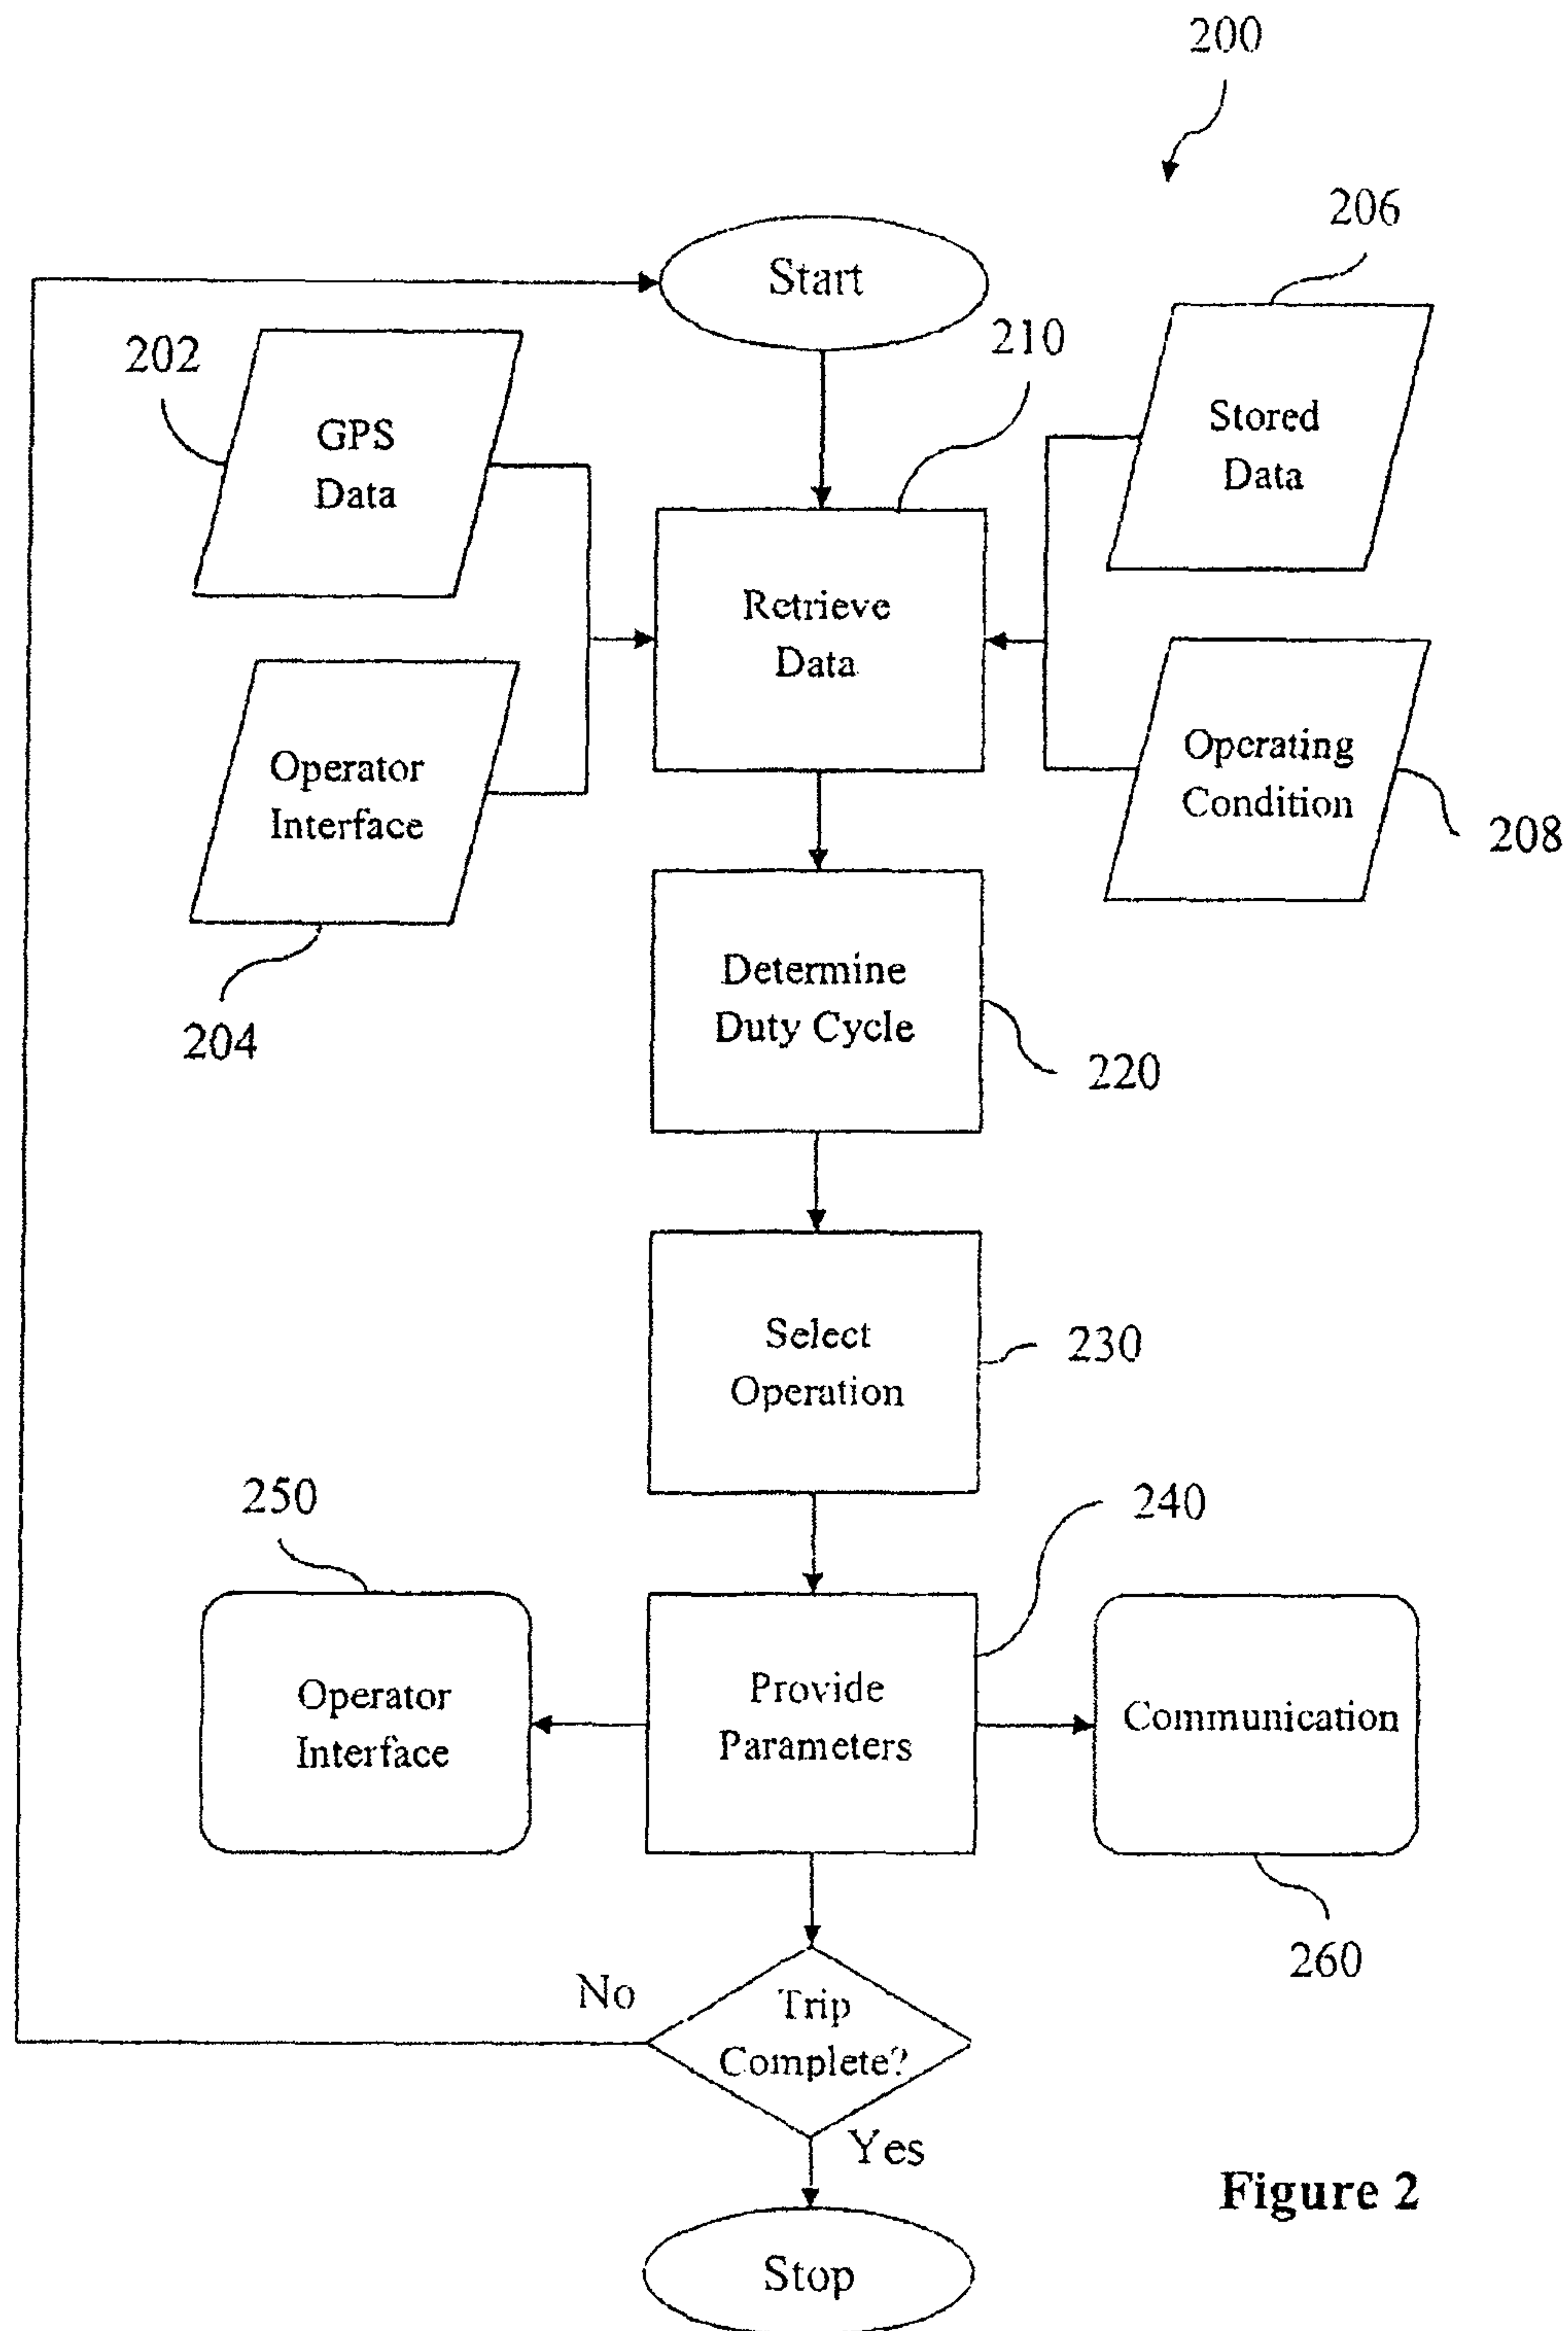 200
206
Start
210
202
GPS
Data
Stored
Data
Retrieve
Data
Operator
Interface
Operating
Condition
208
204
Determine
Duty Cycle
220
Select
Operation
230
250
240
Operator
Interface
Provide
Parameters
Communication
260
No
Trip
Complete?
Yes
Figure 2
Stop